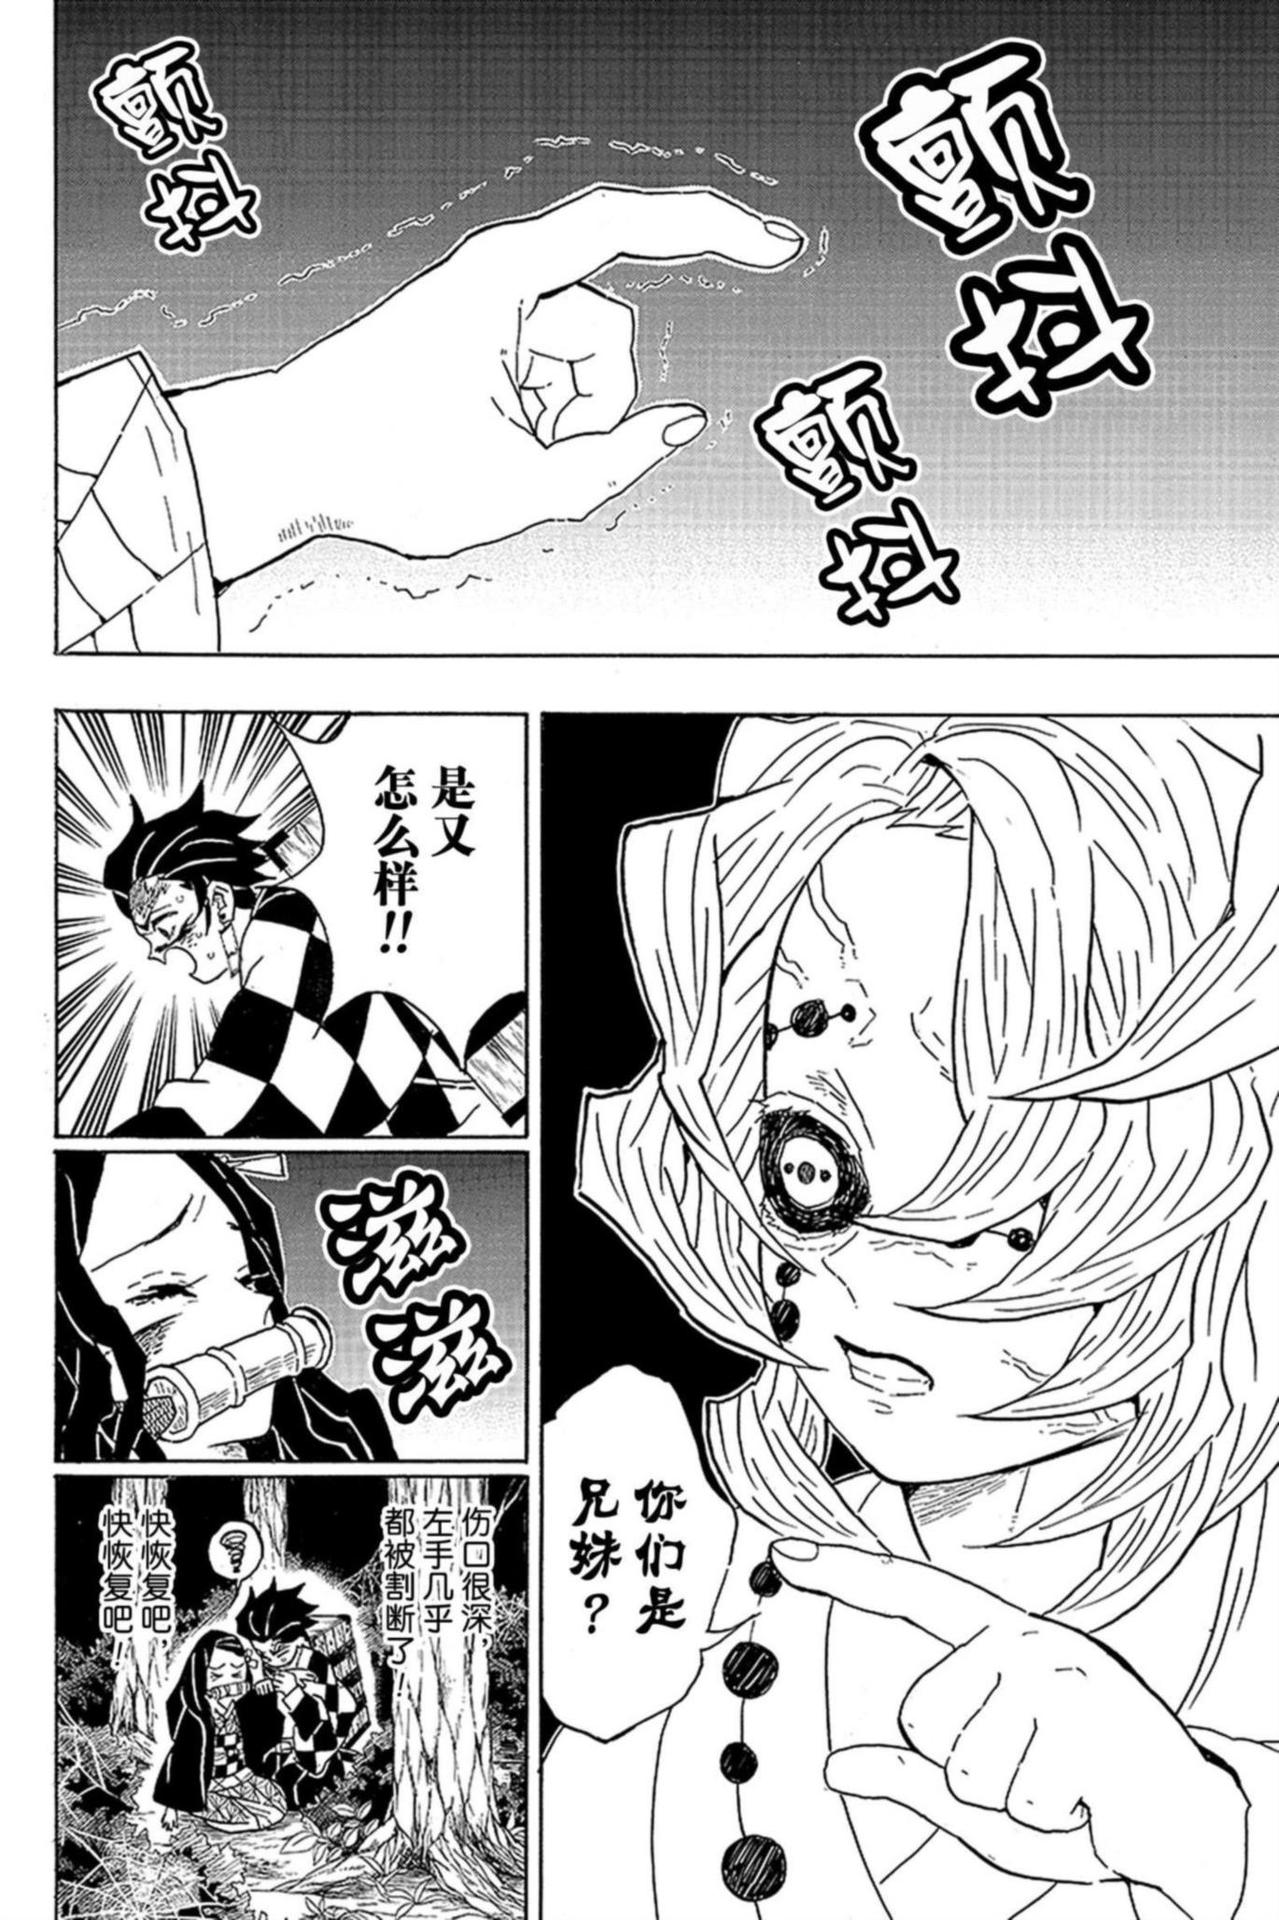 颤抖
颤抖
颤抖
你们是
兄妹？
是又
怎么样!!
滋滋
伤口很深，
左手几乎
都被割断了
快恢复吧，
快恢复吧！